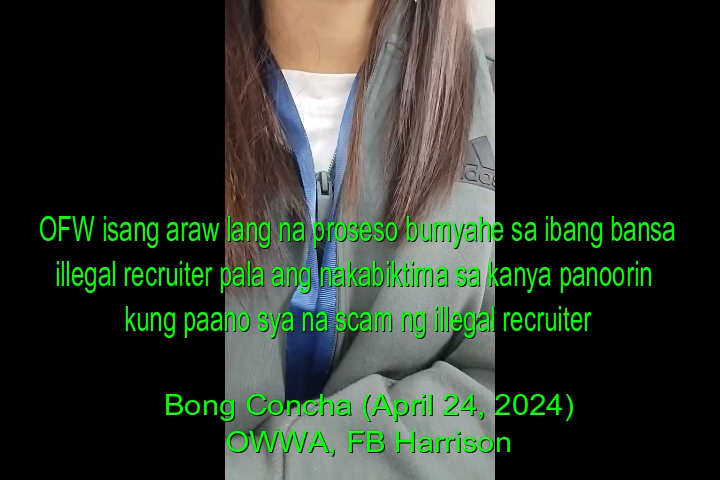 OFW isang araw lang na proseso bumyahe sa ibang bansa
illegal recruiter pala ang nakabiktima sa kanya panoorin
kung paano sya na scam ng illegal recruiter
Bong Concha (April 24, 2024)
OWWA, FB Harrison